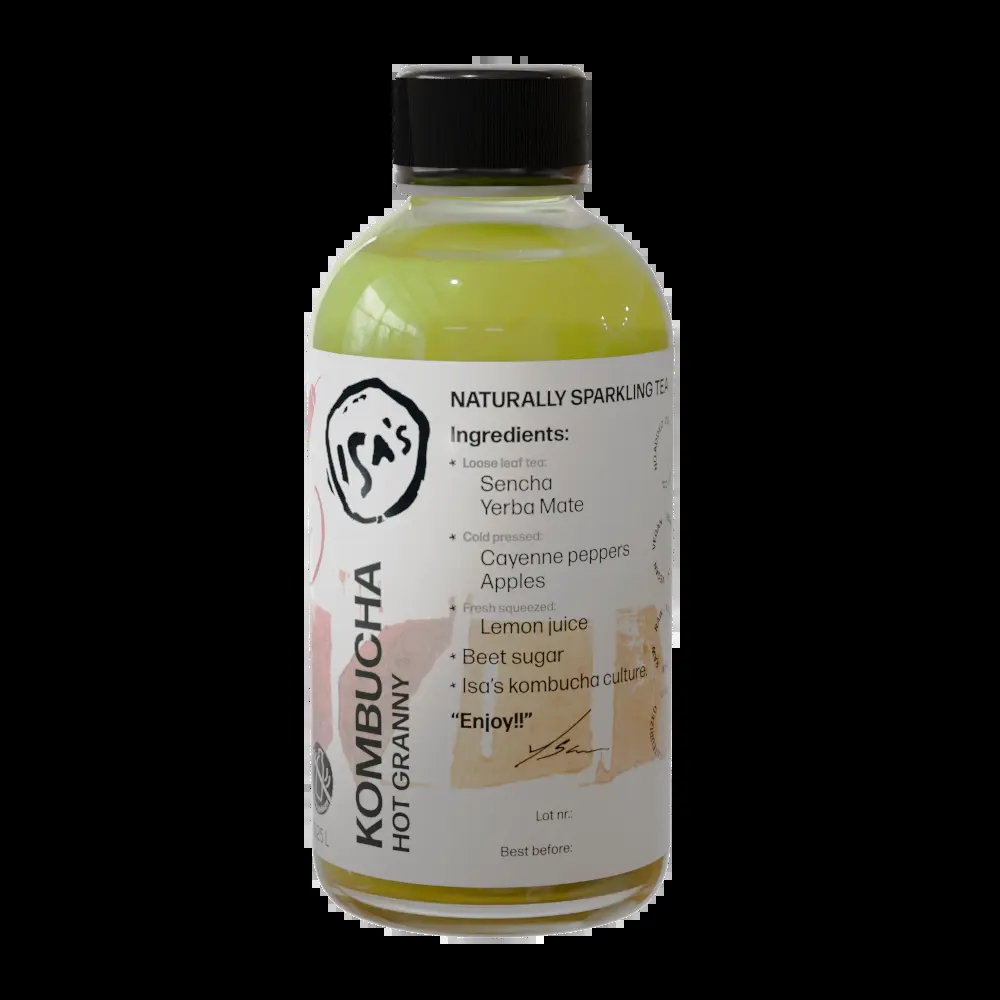 ISA'S
NATURALLY SPARKLING TEA
Ingredients:
* Loose leaf tea:
Sencha
Yerba Mate
* Cold pressed:
Cayenne peppers
Apples
* Fresh squeezed:
Lemon juice
* Beet sugar
* Isa's kombucha culture
“Enjoy!!”
Isa
Lot nr.:
Best before:
KOMBUCHA
HOT GRANNY